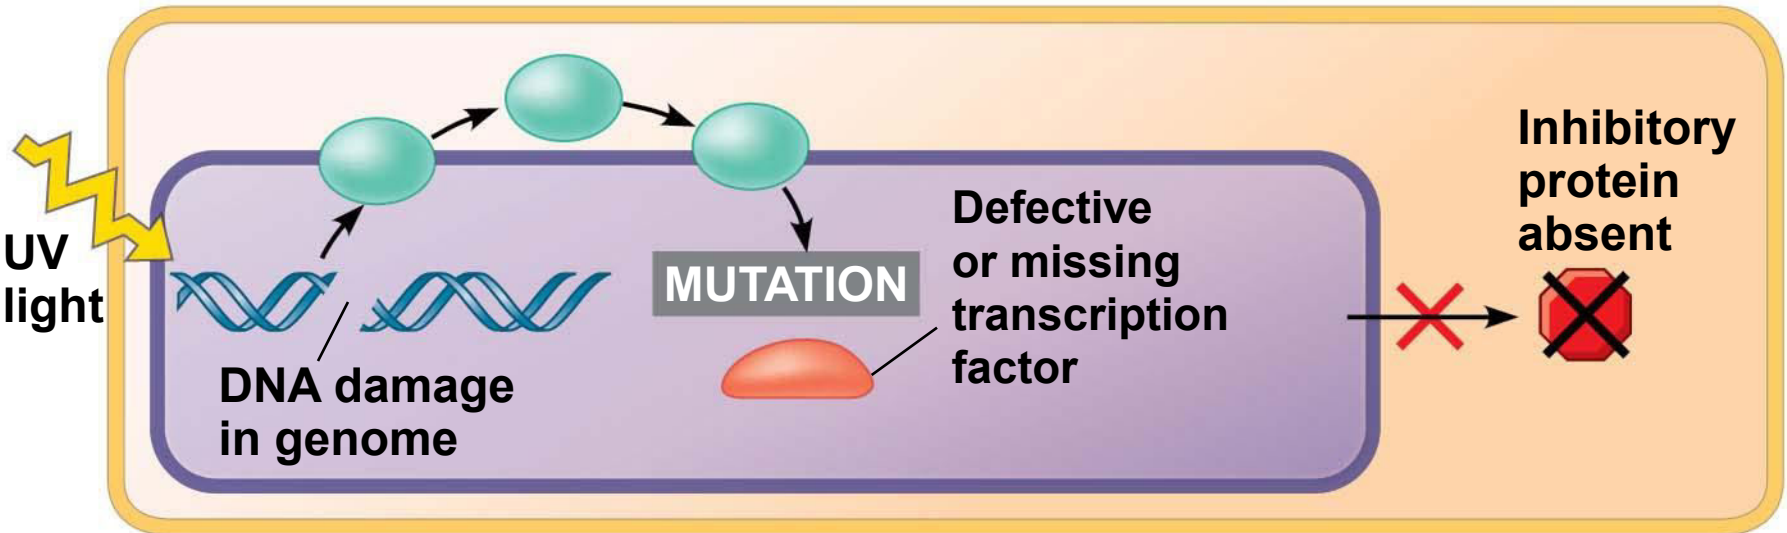 UV
light
DNA damage
in genome
MUTATION
Defective
or missing
transcription
factor
Inhibitory
protein
absent